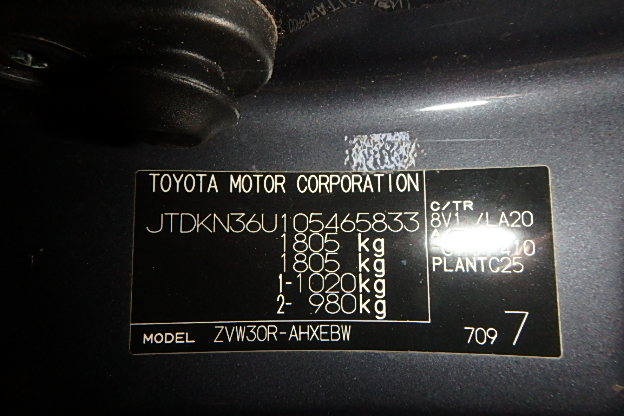 TOYOTA MOTOR CORPORATION
JTDKN36U105465833
1805 kg
1805 kg
1-1020kg
2- 980kg
C/TR
8V1 /LA20
PLANTC25
MODEL ZVW30R-AHXEBW
709 7